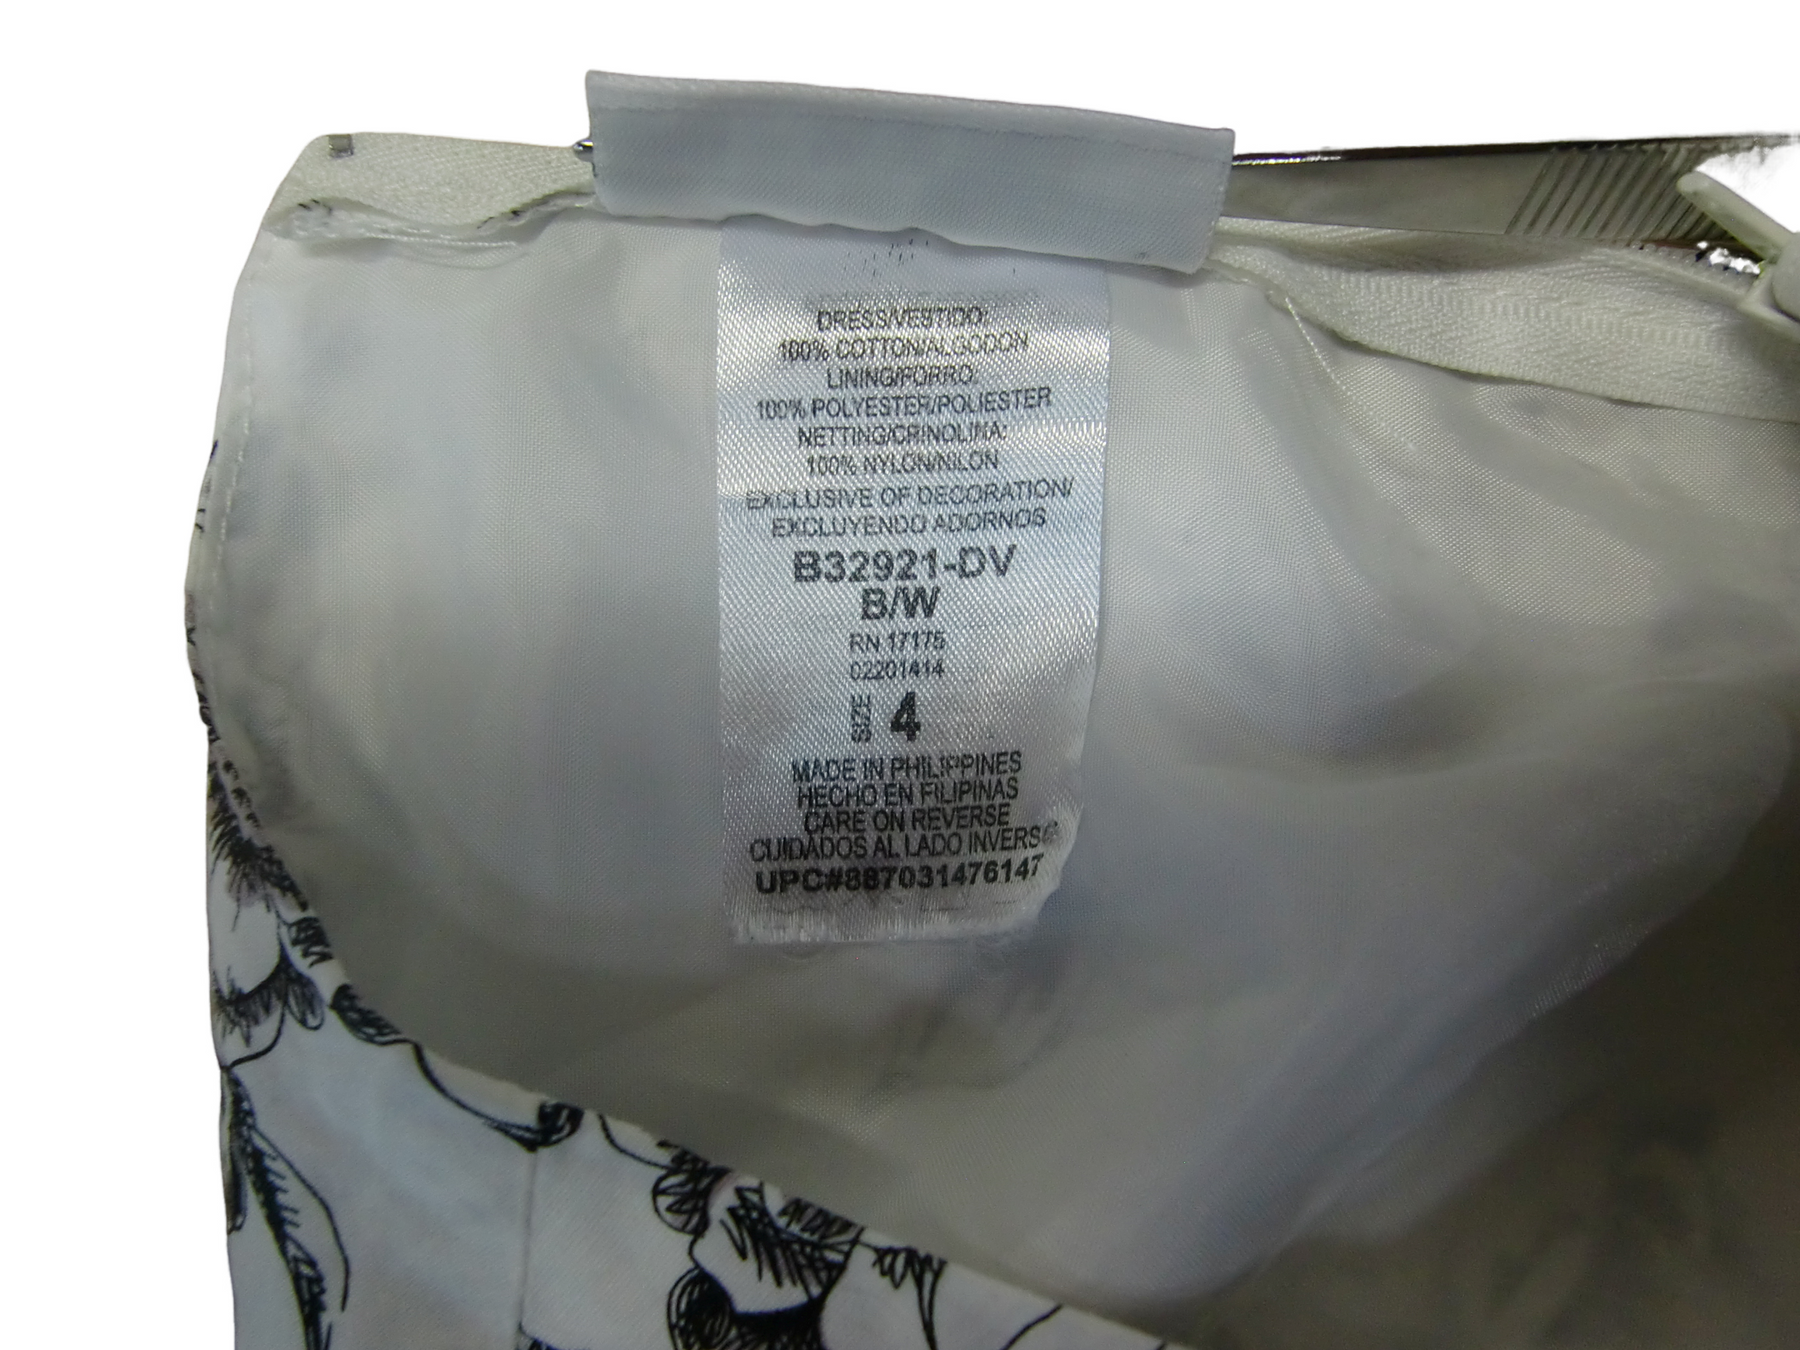 DRESS/VESTIDO:
100% COTTON/ALGODON
LINING/FORRO:
100% POLYESTER/POLIESTER
NETTING/CRINOLINA:
100% NYLON/NILON
EXCLUSIVE OF DECORATION/
EXCLUYENDO ADORNOS
B32921-DV
B/W
RN 17175
02201414
SIZE 4
MADE IN PHILIPPINES
HECHO EN FILIPINAS
CARE ON REVERSE
CUIDADOS AL LADO INVERSO
UPC#887031476147